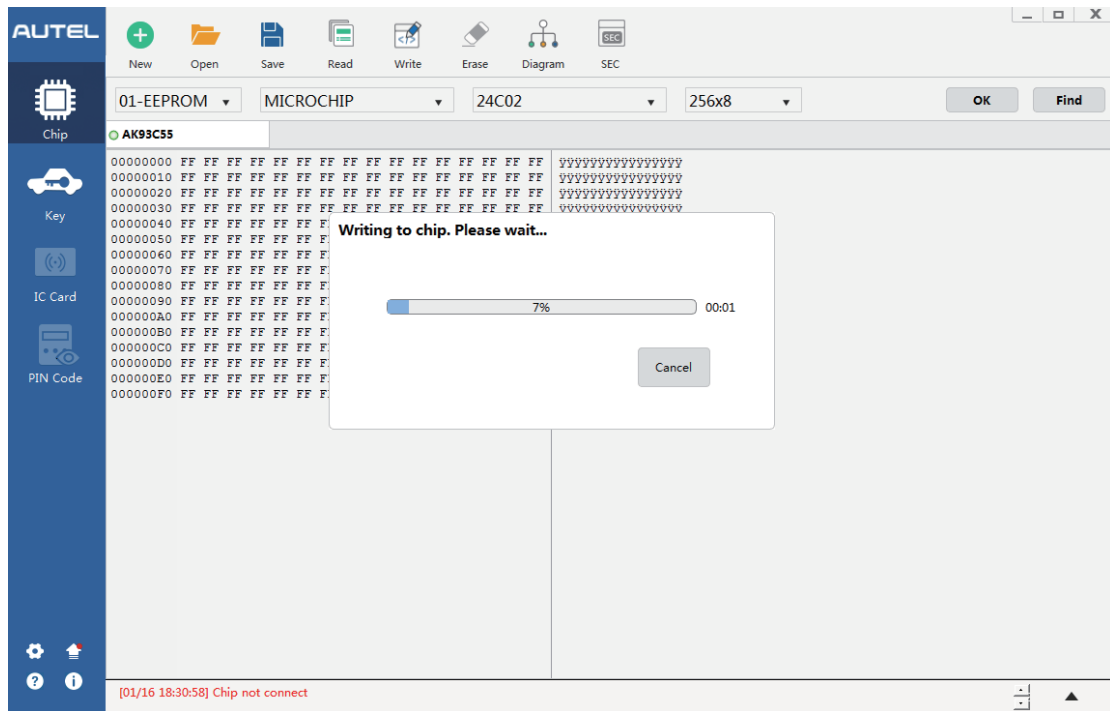 AUTEL
New Open Save Read Write Erase Diagram SEC
SEC
01-EEPROM MICROCHIP 24C02 256x8 OK Find
Chip
Key
IC Card
PIN Code
AK93C55
00000000 FF FF FF FF FF FF FF FF FF FF FF FF FF FF FF FF ÿÿÿÿÿÿÿÿÿÿÿÿÿÿÿÿ
00000010 FF FF FF FF FF FF FF FF FF FF FF FF FF FF FF FF ÿÿÿÿÿÿÿÿÿÿÿÿÿÿÿÿ
00000020 FF FF FF FF FF FF FF FF FF FF FF FF FF FF FF FF ÿÿÿÿÿÿÿÿÿÿÿÿÿÿÿÿ
00000030 FF FF FF FF FF FF FF FF FF FF FF FF FF FF FF FF ÿÿÿÿÿÿÿÿÿÿÿÿÿÿÿÿ
00000040 FF FF FF FF FF FF F
00000050 FF FF FF FF FF FF F
00000060 FF FF FF FF FF FF F
00000070 FF FF FF FF FF FF F
00000080 FF FF FF FF FF FF F
00000090 FF FF FF FF FF FF F
000000A0 FF FF FF FF FF FF F
000000B0 FF FF FF FF FF FF F
000000C0 FF FF FF FF FF FF F
000000D0 FF FF FF FF FF FF F
000000E0 FF FF FF FF FF FF F
000000F0 FF FF FF FF FF FF F
Writing to chip. Please wait...
7% 00:01
Cancel
[01/16 18:30:58] Chip not connect